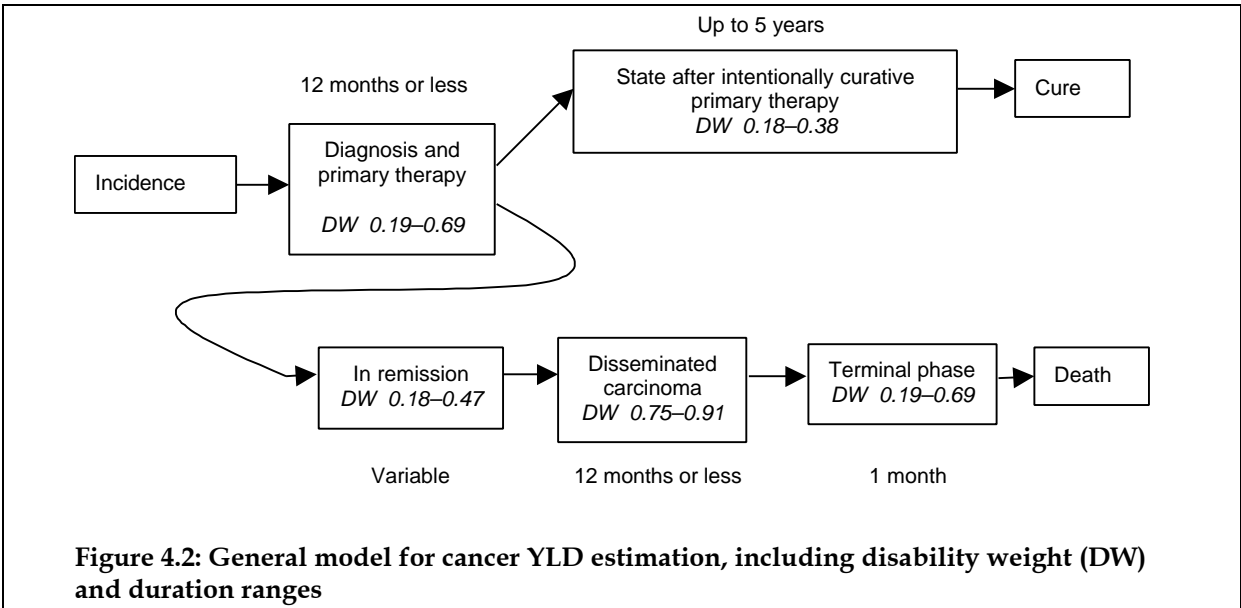 Up to 5 years
12 months or less
State after intentionally curative
primary therapy
DW 0.18–0.38
Cure
Diagnosis and
primary therapy
DW 0.19–0.69
Incidence
In remission
DW 0.18–0.47
Disseminated
carcinoma
DW 0.75–0.91
Terminal phase
DW 0.19–0.69
Death
Variable
12 months or less
1 month
Figure 4.2: General model for cancer YLD estimation, including disability weight (DW)
and duration ranges